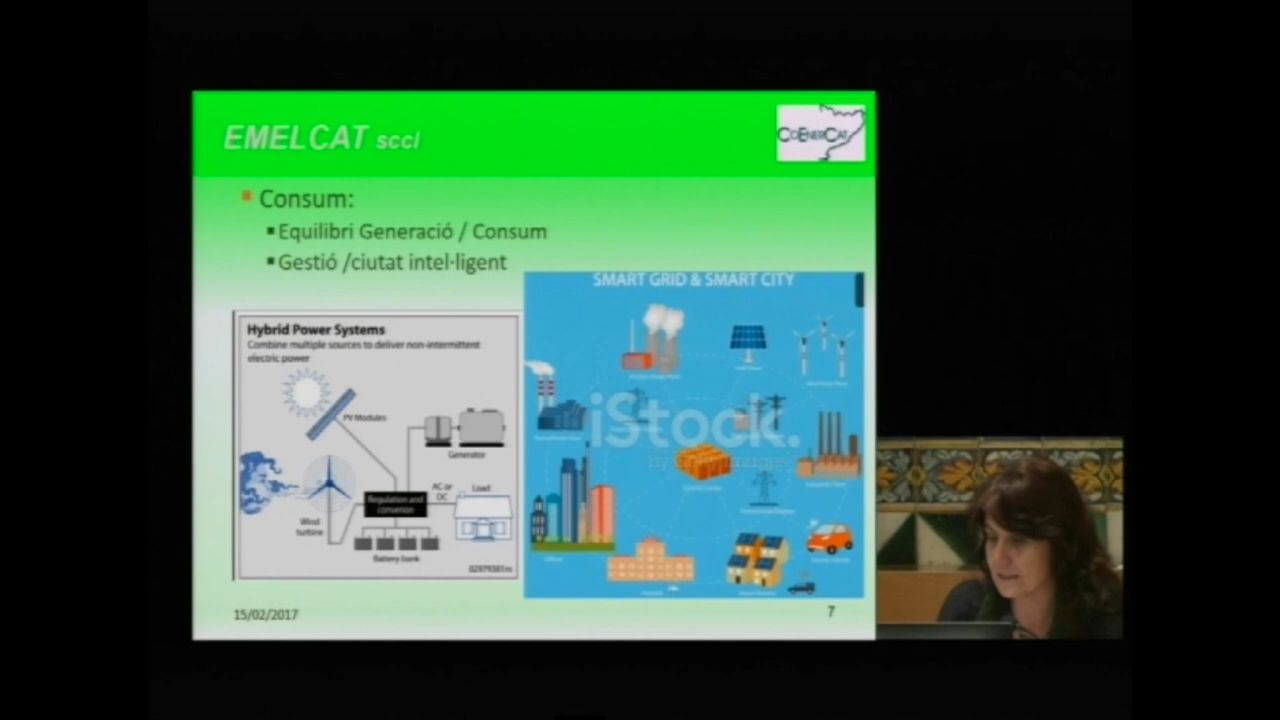 EMELCAT sccl
COENERCAT
Consum:
Equilibri Generació / Consum
Gestió /ciutat intel·ligent
Hybrid Power Systems
Combine multiple sources to deliver non-intermittent
electric power
PV Modules
Generator
AC or
DC
Load
Regulation and
conversion
Wind
turbine
Battery bank
02979301m
SMART GRID & SMART CITY
iStock.
15/02/2017
7